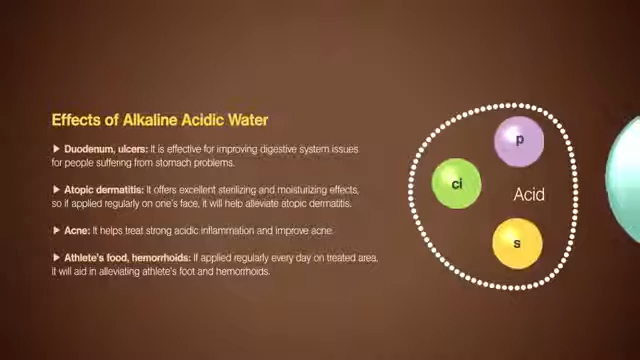 Effects of Alkaline Acidic Water
▶ Duodenum, ulcers: It is effective for improving digestive system issues
for people suffering from stomach problems.
▶ Atopic dermatitis: It offers excellent sterilizing and moisturizing effects,
so if applied regularly on one's face, it will help alleviate atopic dermatitis.
▶ Acne: It helps treat strong acidic inflammation and improve acne.
▶ Athlete's food, hemorrhoids: If applied regularly every day on treated area,
it will aid in alleviating athlete's foot and hemorrhoids.
p
ci
Acid
s